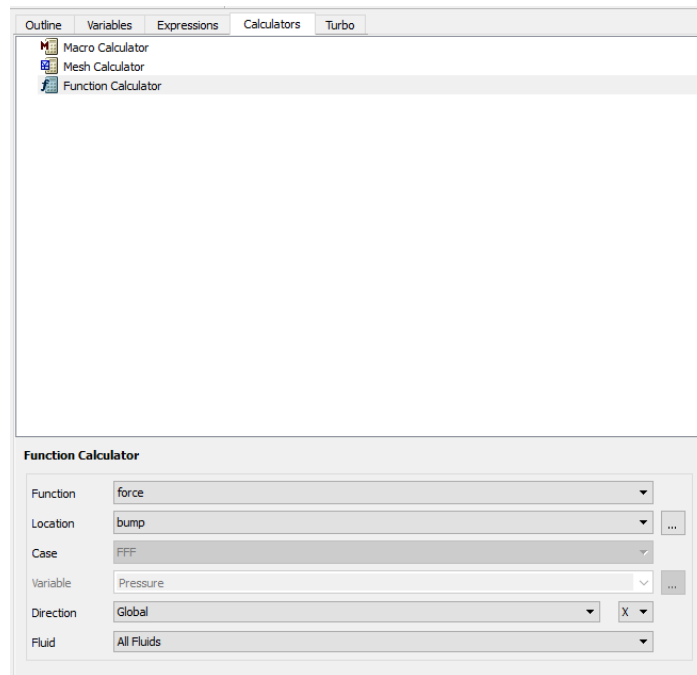 Outline Variables Expressions Calculators Turbo
Macro Calculator
Mesh Calculator
Function Calculator
Function Calculator
Function force
Location bump ...
Case FFF
Variable Pressure ...
Direction Global X
Fluid All Fluids